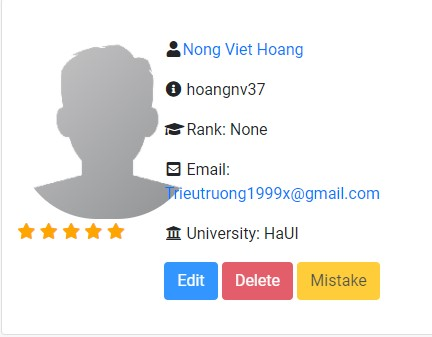 Nong Viet Hoang
hoangnv37
Rank: None
Email:
Trieutruong1999x@gmail.com
University: HaUI
Edit Delete Mistake